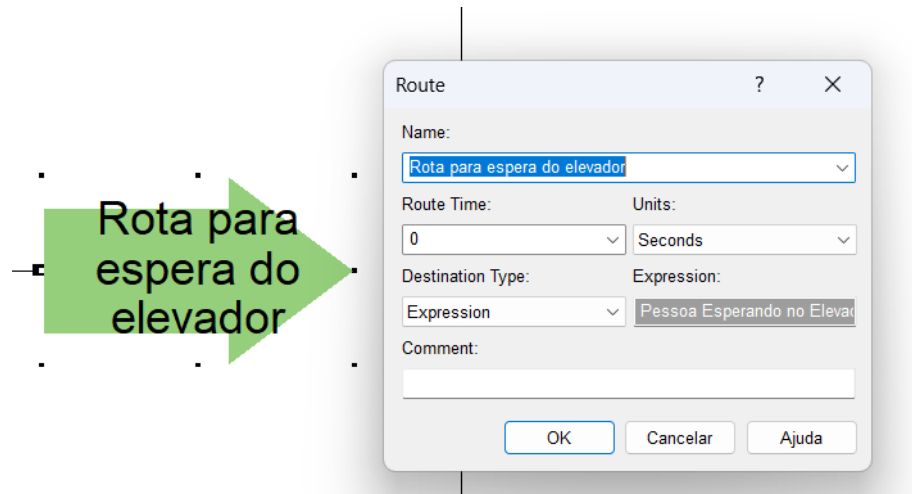 Rota para
espera do
elevador
Route
?
Name:
Rota para espera do elevador
Route Time:
Units:
0
Seconds
Destination Type:
Expression:
Expression
Pessoa Esperando no Elevad
Comment:
OK
Cancelar
Ajuda